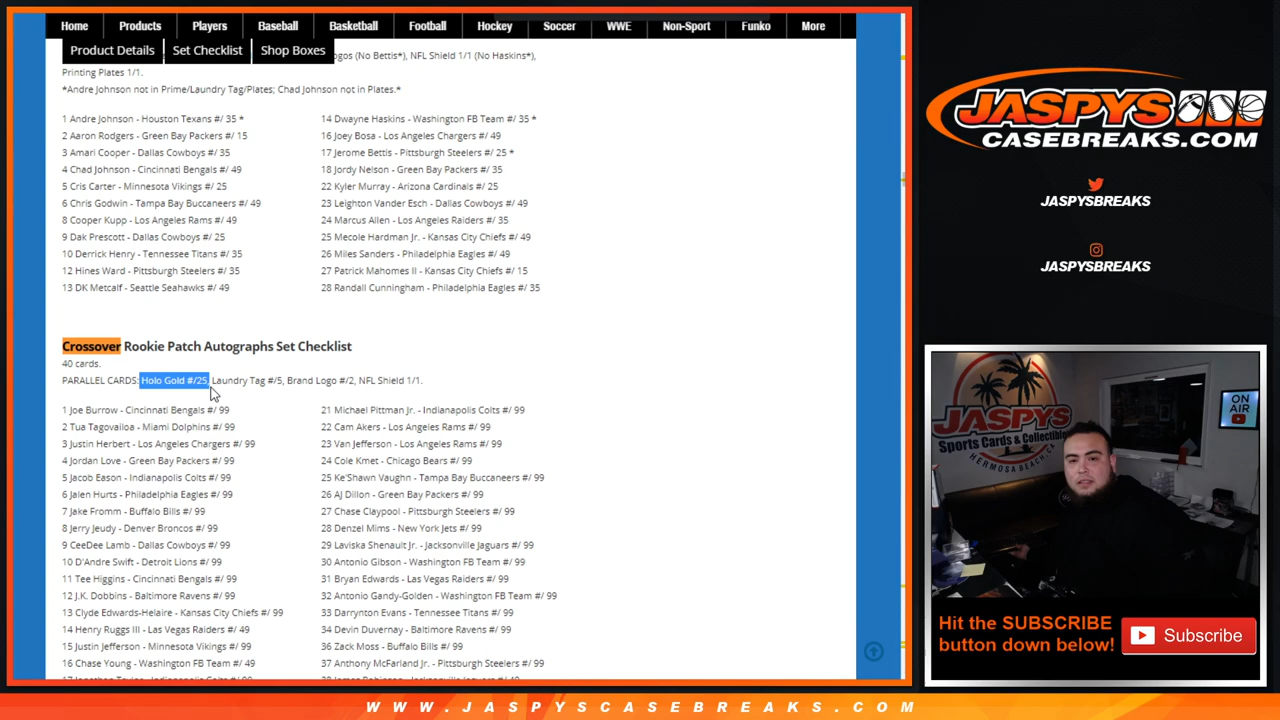 Home Products Players Baseball Basketball Football Hockey Soccer WWE Non-Sport Funko More
Product Details Set Checklist Shop Boxes
ogos (No Bettis*), NFL Shield 1/1 (No Haskins*),
Printing Plates 1/1.
*Andre Johnson not in Prime/Laundry Tag/Plates; Chad Johnson not in Plates.*
1 Andre Johnson - Houston Texans #/ 35 *
2 Aaron Rodgers - Green Bay Packers #/ 15
3 Amari Cooper - Dallas Cowboys #/ 35
4 Chad Johnson - Cincinnati Bengals #/ 49
5 Cris Carter - Minnesota Vikings #/ 25
6 Chris Godwin - Tampa Bay Buccaneers #/ 49
8 Cooper Kupp - Los Angeles Rams #/ 49
9 Dak Prescott - Dallas Cowboys #/ 25
10 Derrick Henry - Tennessee Titans #/ 35
12 Hines Ward - Pittsburgh Steelers #/ 35
13 DK Metcalf - Seattle Seahawks #/ 49
14 Dwayne Haskins - Washington FB Team #/ 35 *
16 Joey Bosa - Los Angeles Chargers #/ 49
17 Jerome Bettis - Pittsburgh Steelers #/ 25 *
18 Jordy Nelson - Green Bay Packers #/ 35
22 Kyler Murray - Arizona Cardinals #/ 25
23 Leighton Vander Esch - Dallas Cowboys #/ 49
24 Marcus Allen - Los Angeles Raiders #/ 35
25 Mecole Hardman Jr. - Kansas City Chiefs #/ 49
26 Miles Sanders - Philadelphia Eagles #/ 49
27 Patrick Mahomes II - Kansas City Chiefs #/ 15
28 Randall Cunningham - Philadelphia Eagles #/ 35
Crossover Rookie Patch Autographs Set Checklist
40 cards.
PARALLEL CARDS: Holo Gold #/25, Laundry Tag #/5, Brand Logo #/2, NFL Shield 1/1.
1 Joe Burrow - Cincinnati Bengals #/ 99
2 Tua Tagovailoa - Miami Dolphins #/ 99
3 Justin Herbert - Los Angeles Chargers #/ 99
4 Jordan Love - Green Bay Packers #/ 99
5 Jacob Eason - Indianapolis Colts #/ 99
6 Jalen Hurts - Philadelphia Eagles #/ 99
7 Jake Fromm - Buffalo Bills #/ 99
8 Jerry Jeudy - Denver Broncos #/ 99
9 CeeDee Lamb - Dallas Cowboys #/ 99
10 D'Andre Swift - Detroit Lions #/ 99
11 Tee Higgins - Cincinnati Bengals #/ 99
12 J.K. Dobbins - Baltimore Ravens #/ 99
13 Clyde Edwards-Helaire - Kansas City Chiefs #/ 99
14 Henry Ruggs III - Las Vegas Raiders #/ 49
15 Justin Jefferson - Minnesota Vikings #/ 99
16 Chase Young - Washington FB Team #/ 49
21 Michael Pittman Jr. - Indianapolis Colts #/ 99
22 Cam Akers - Los Angeles Rams #/ 99
23 Van Jefferson - Los Angeles Rams #/ 99
24 Cole Kmet - Chicago Bears #/ 99
25 Ke'Shawn Vaughn - Tampa Bay Buccaneers #/ 99
26 AJ Dillon - Green Bay Packers #/ 99
27 Chase Claypool - Pittsburgh Steelers #/ 99
28 Denzel Mims - New York Jets #/ 99
29 Laviska Shenault Jr. - Jacksonville Jaguars #/ 99
30 Antonio Gibson - Washington FB Team #/ 99
31 Bryan Edwards - Las Vegas Raiders #/ 99
32 Antonio Gandy-Golden - Washington FB Team #/ 99
33 Darrynton Evans - Tennessee Titans #/ 99
34 Devin Duvernay - Baltimore Ravens #/ 99
36 Zack Moss - Buffalo Bills #/ 99
37 Anthony McFarland Jr. - Pittsburgh Steelers #/ 99
JASPYS
CASEBREAKS.COM
JASPYSBREAKS
JASPYSBREAKS
JASPYS
Sports Cards & Collectibles
HERMOSA BEACH, CA
ON
AIR
Hit the SUBSCRIBE
button down below!
Subscribe
WWW.JASPYSCASEBREAKS.COM